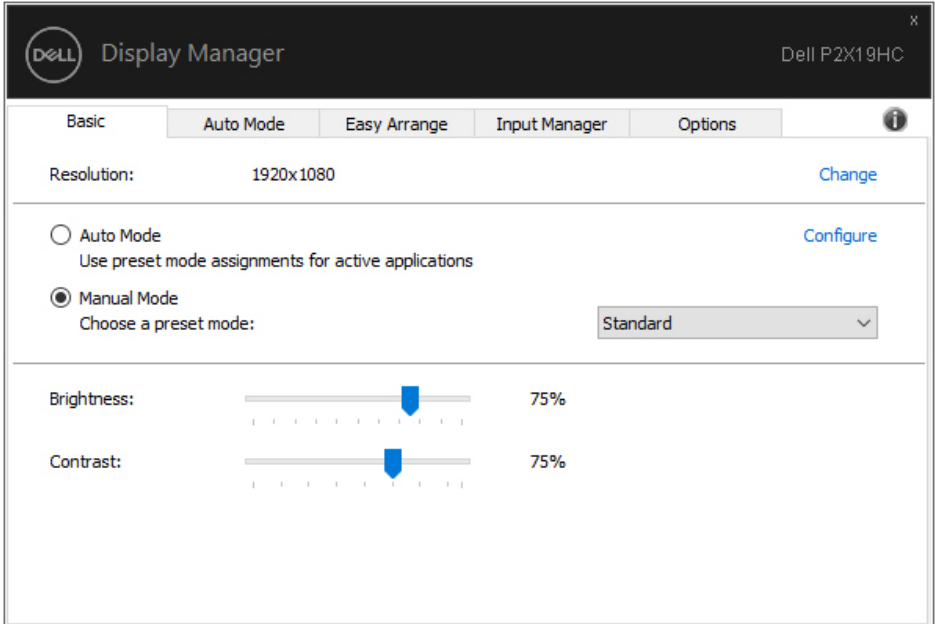 x
DELL Display Manager Dell P2X19HC
Basic Auto Mode Easy Arrange Input Manager Options i
Resolution: 1920x1080 Change
Auto Mode Configure
Use preset mode assignments for active applications
Manual Mode
Choose a preset mode: Standard
Brightness: 75%
Contrast: 75%